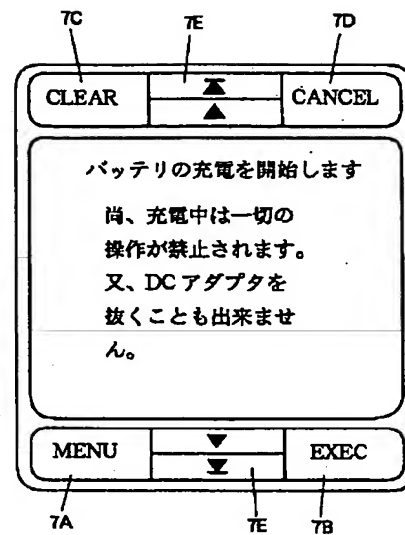 7C 7E 7D
CLEAR CANCEL
バッテリの充電を開始します
尚、充電中は一切の
操作が禁止されます。
又、DCアダプタを
抜くことも出来ませ
ん。
MENU EXEC
7A 7E 7B